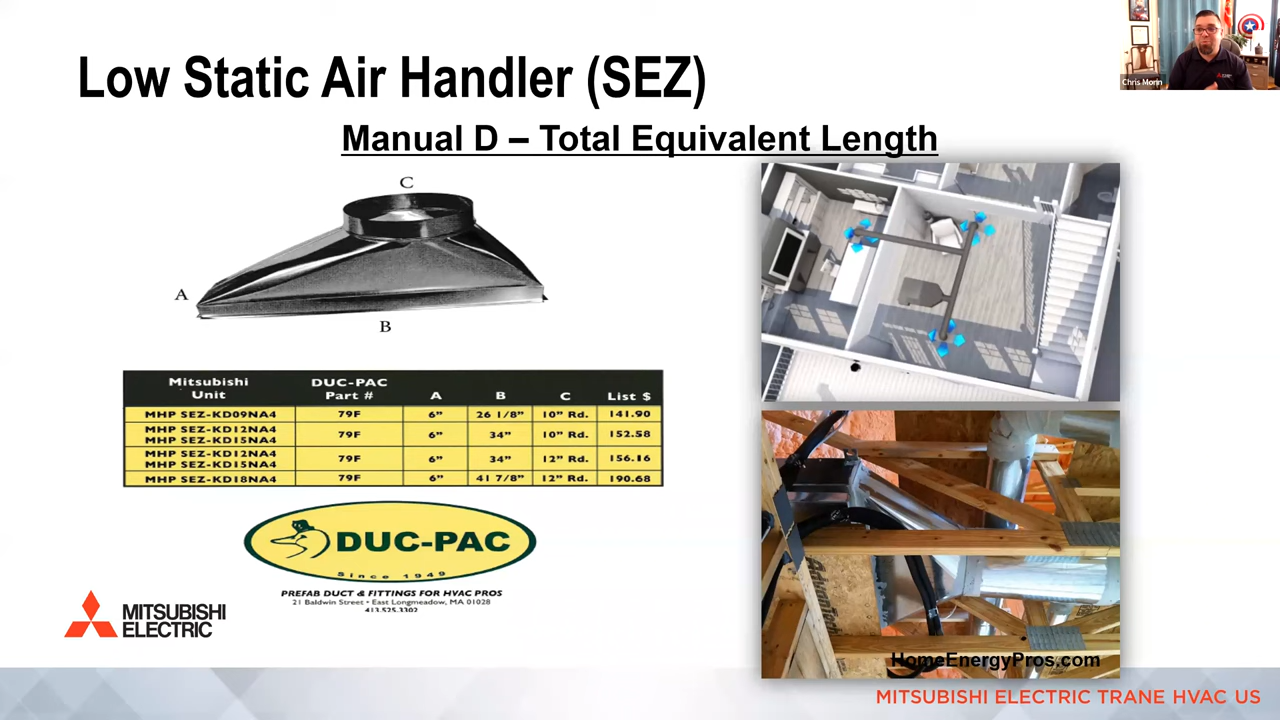 Low Static Air Handler (SEZ)
Chris Morin
Manual D – Total Equivalent Length
C
A
B
Mitsubishi Unit DUC-PAC Part # A B C List $
MHP SEZ-KD09NA4 79F 6" 26 1/8" 10" Rd. 141.90
MHP SEZ-KD12NA4
MHP SEZ-KD15NA4 79F 6" 34" 10" Rd. 152.58
MHP SEZ-KD12NA4
MHP SEZ-KD15NA4 79F 6" 34" 12" Rd. 156.16
MHP SEZ-KD18NA4 79F 6" 41 7/8" 12" Rd. 190.68
DUC-PAC
Since 1949
PREFAB DUCT & FITTINGS FOR HVAC PROS
21 Baldwin Street • East Longmeadow, MA 01028
413.525.3302
MITSUBISHI
ELECTRIC
HomeEnergyPros.com
MITSUBISHI ELECTRIC TRANE HVAC US